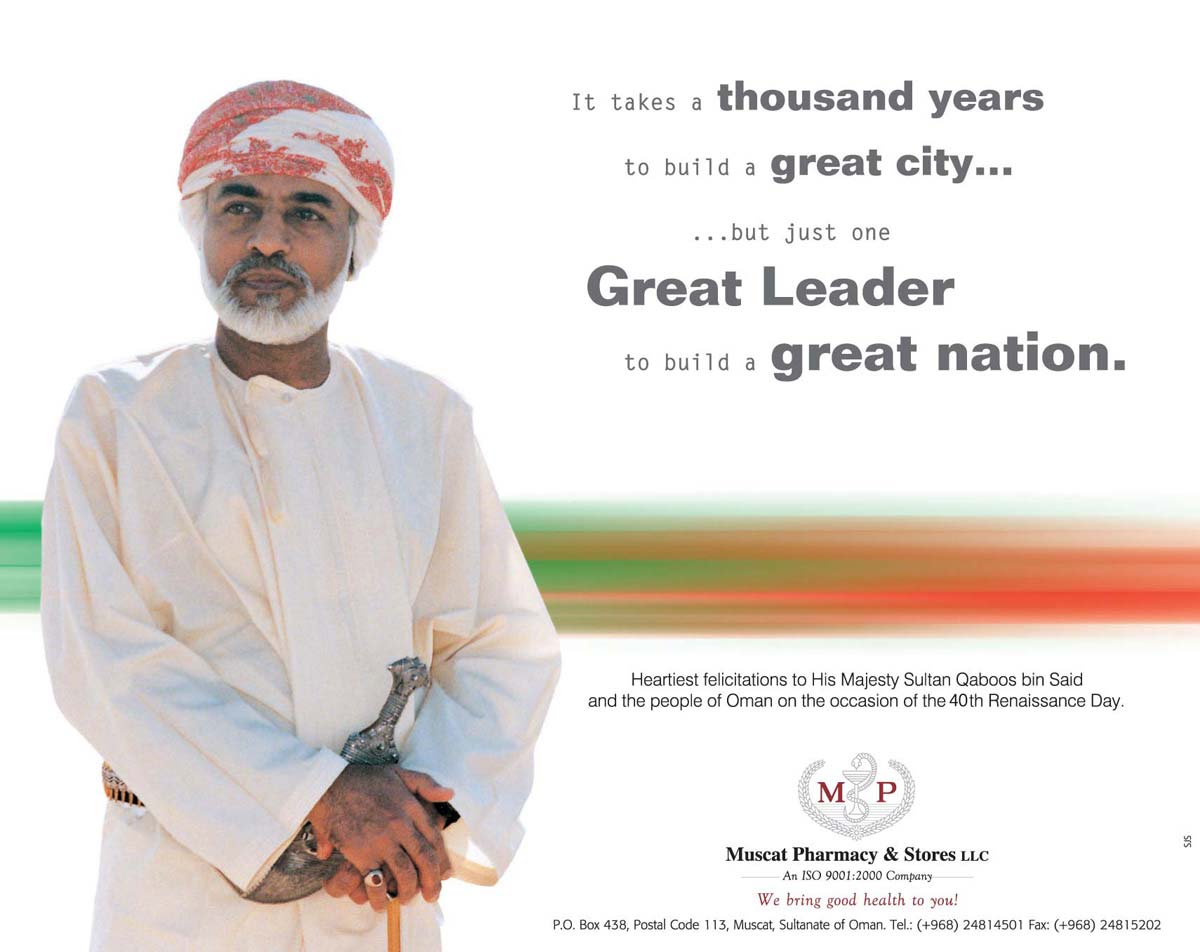 It takes a thousand years
to build a great city...
...but just one
Great Leader
to build a great nation.
Heartiest felicitations to His Majesty Sultan Qaboos bin Said
and the people of Oman on the occasion of the 40th Renaissance Day.
M P
Muscat Pharmacy & Stores LLC
An ISO 9001:2000 Company
We bring good health to you!
P.O. Box 438, Postal Code 113, Muscat, Sultanate of Oman. Tel.: (+968) 24814501 Fax: (+968) 24815202
SJS